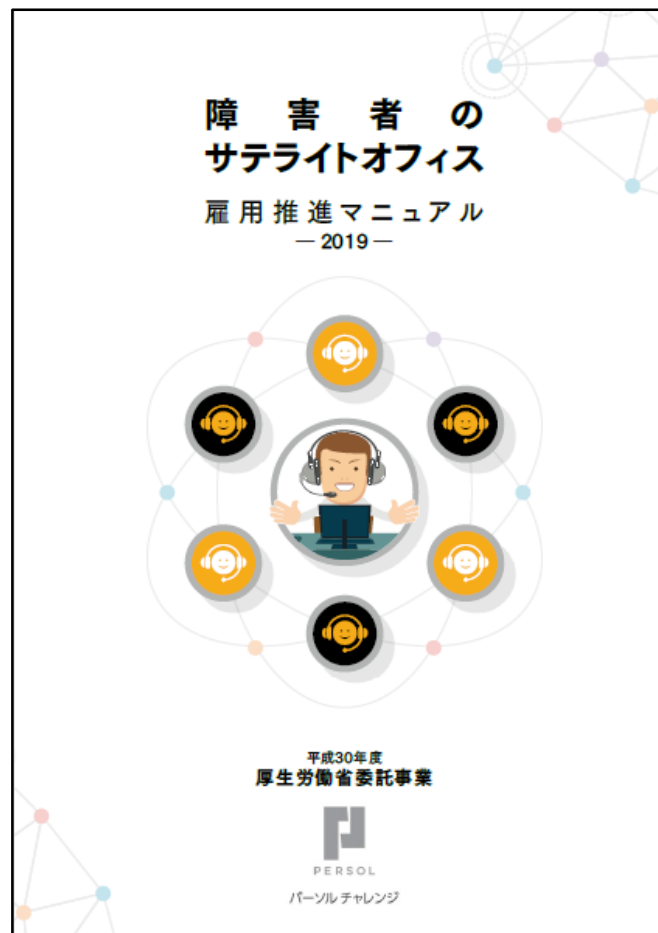 障害者の
サテライトオフィス
雇用推進マニュアル
― 2019 ―
平成30年度
厚生労働省委託事業
PERSOL
パーソル チャレンジ